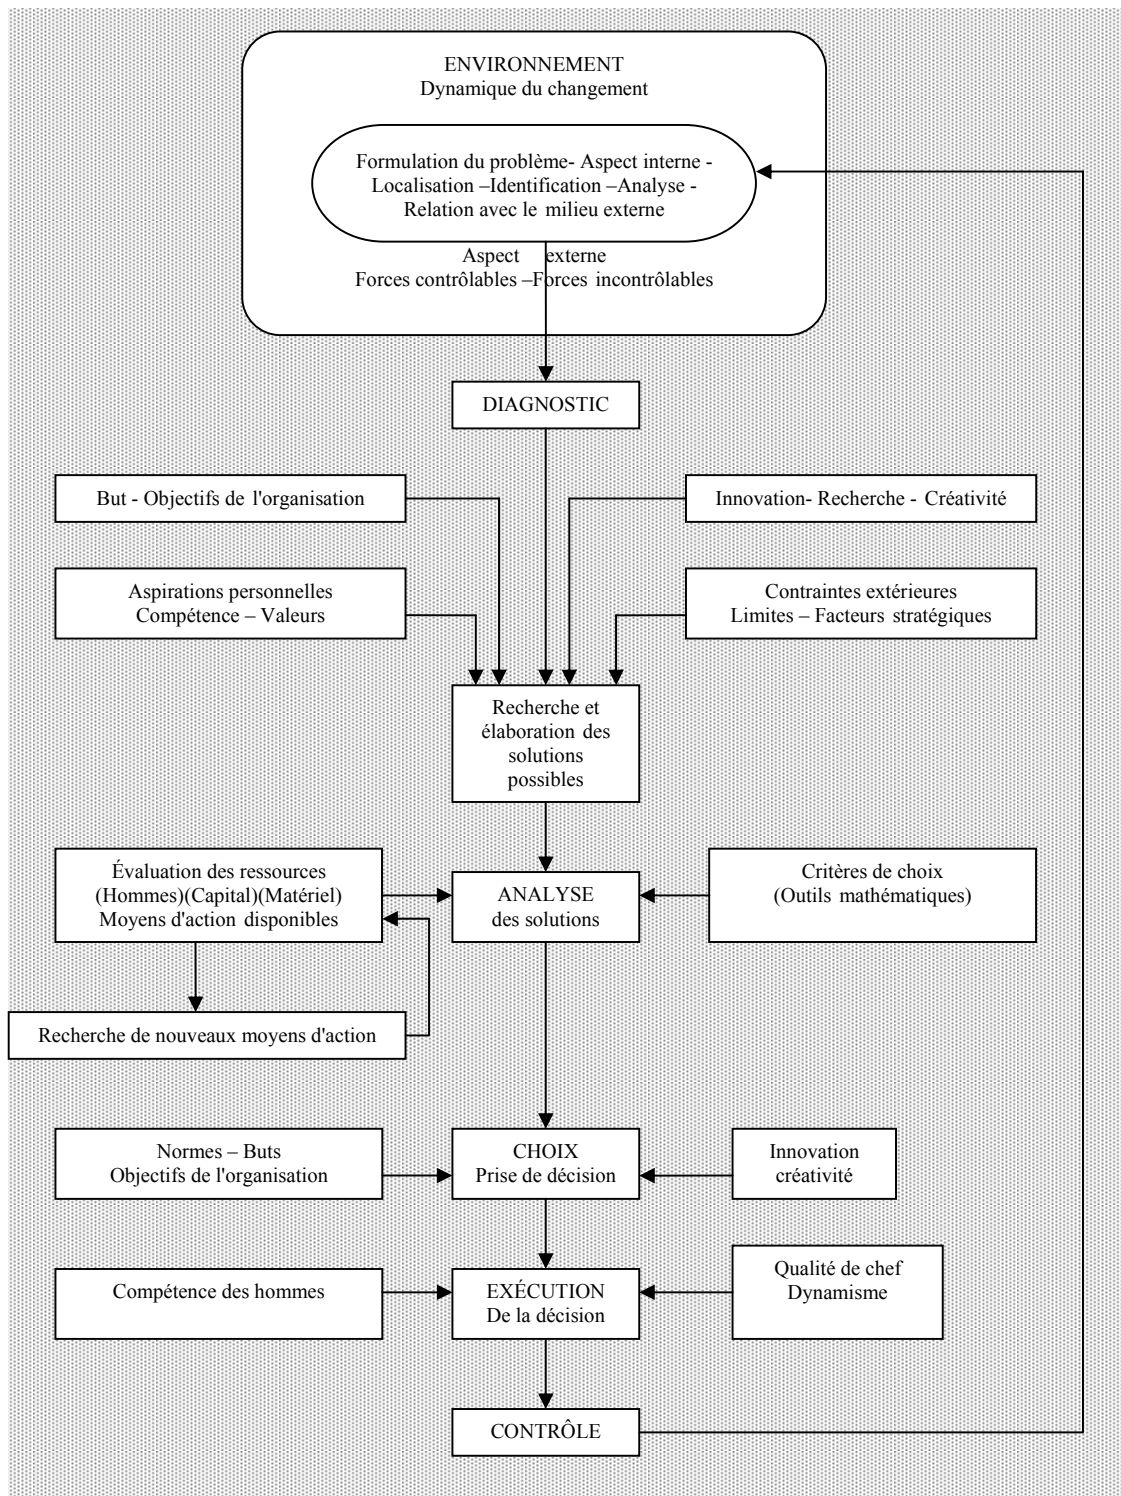 ENVIRONNEMENT
Dynamique du changement
Formulation du problème- Aspect interne -
Localisation –Identification –Analyse -
Relation avec le milieu externe
Aspect externe
Forces contrôlables –Forces incontrôlables
DIAGNOSTIC
But - Objectifs de l'organisation
Innovation- Recherche - Créativité
Aspirations personnelles
Compétence – Valeurs
Contraintes extérieures
Limites – Facteurs stratégiques
Recherche et
élaboration des
solutions
possibles
Évaluation des ressources
(Hommes)(Capital)(Matériel)
Moyens d'action disponibles
ANALYSE
des solutions
Critères de choix
(Outils mathématiques)
Recherche de nouveaux moyens d'action
Normes – Buts
Objectifs de l'organisation
CHOIX
Prise de décision
Innovation
créativité
Compétence des hommes
EXÉCUTION
De la décision
Qualité de chef
Dynamisme
CONTRÔLE